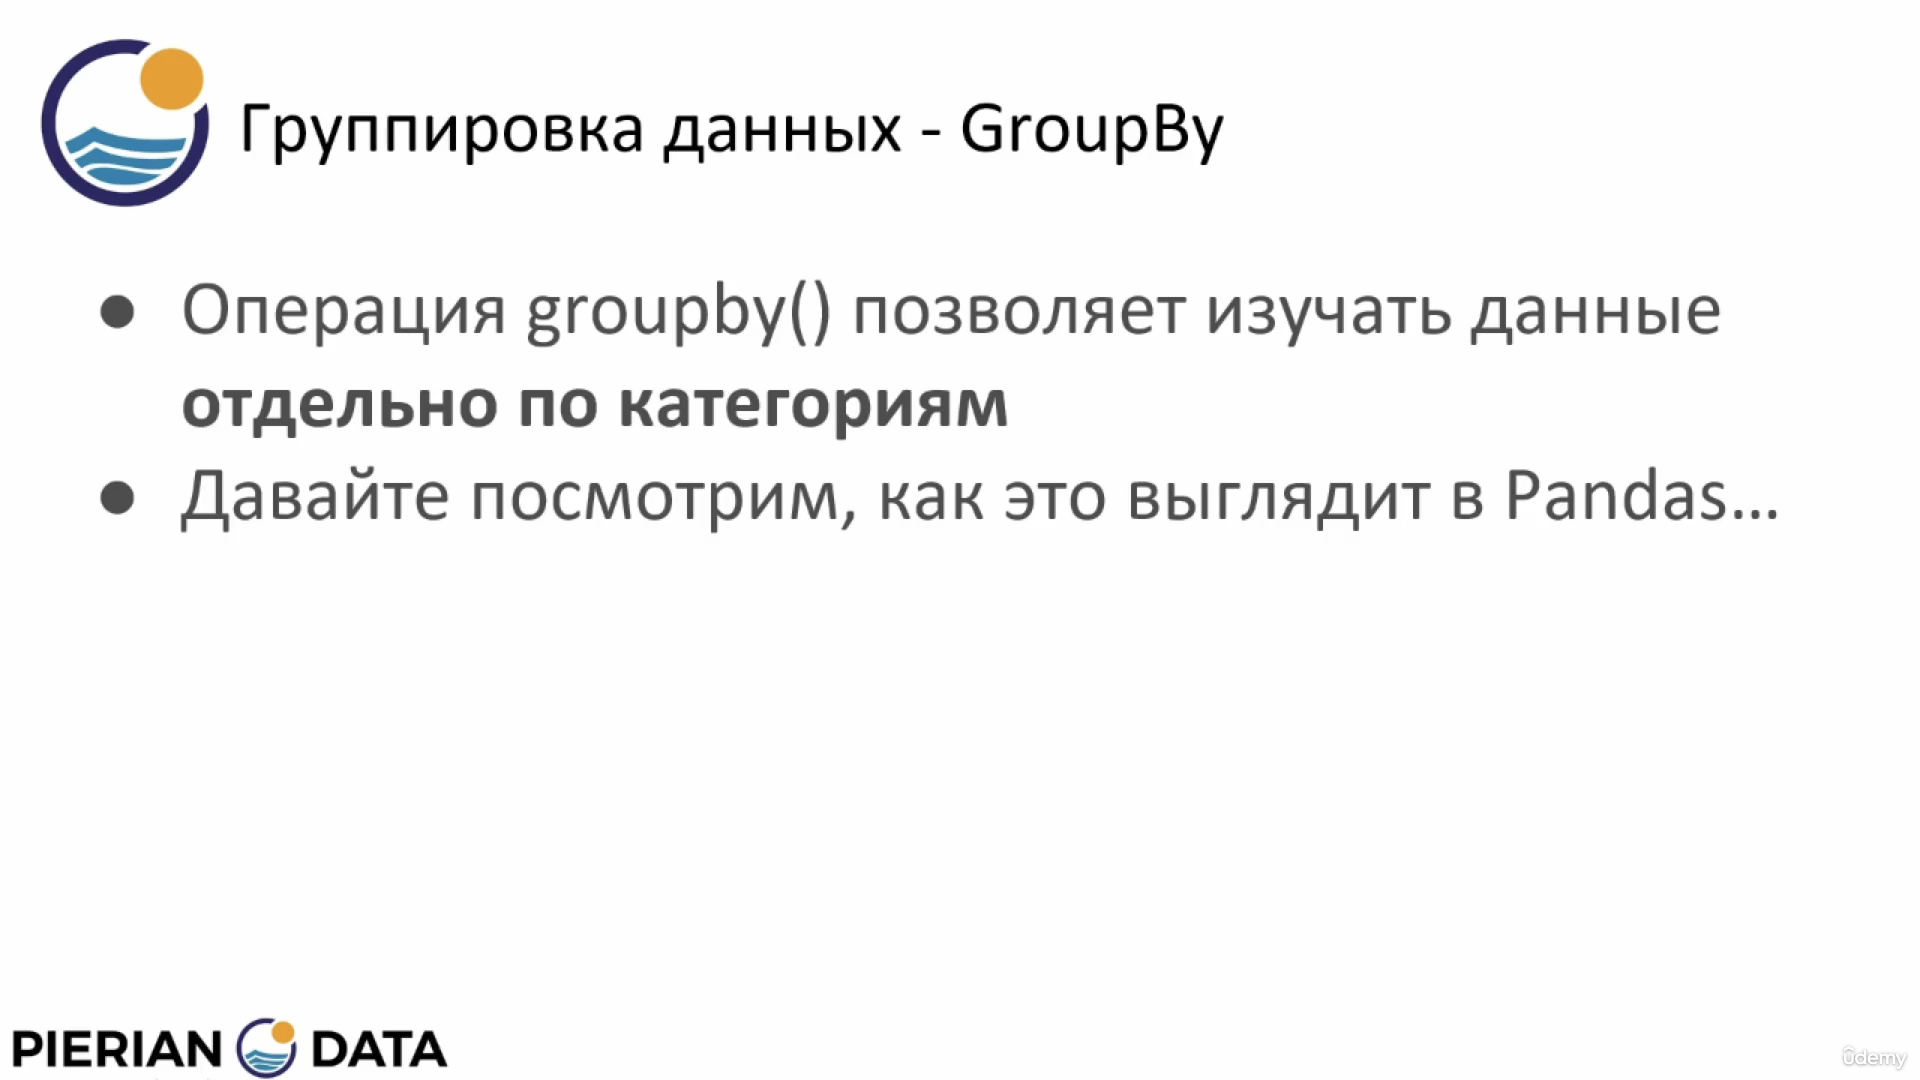 Группировка данных - GroupBy
● Операция groupby() позволяет изучать данные
отдельно по категориям
● Давайте посмотрим, как это выглядит в Pandas...
PIERIAN DATA
ûdemy